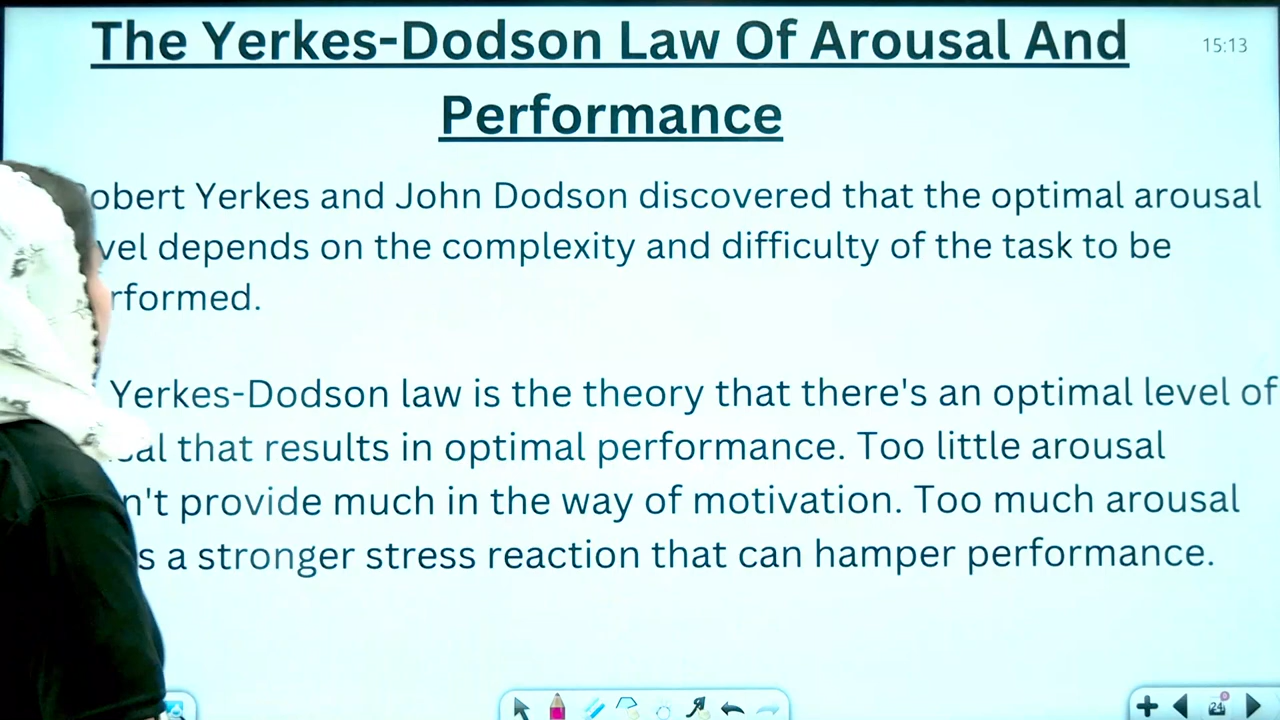 The Yerkes-Dodson Law Of Arousal And
15:13
Performance
obert Yerkes and John Dodson discovered that the optimal arousal
vel depends on the complexity and difficulty of the task to be
rformed.
Yerkes-Dodson law is the theory that there's an optimal level of
sal that results in optimal performance. Too little arousal
n't provide much in the way of motivation. Too much arousal
s a stronger stress reaction that can hamper performance.
24